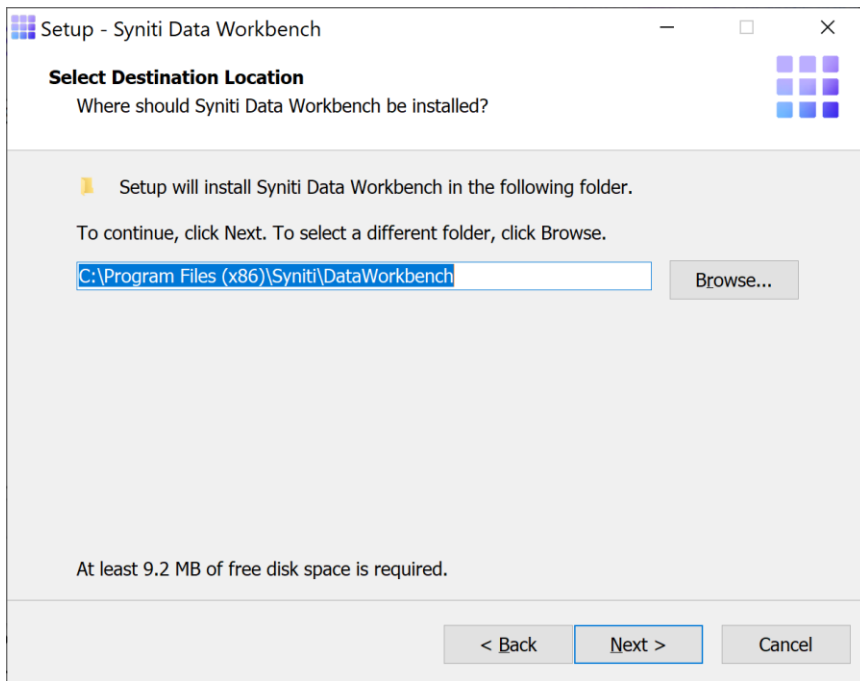 Setup - Syniti Data Workbench
Select Destination Location
Where should Syniti Data Workbench be installed?
Setup will install Syniti Data Workbench in the following folder.
To continue, click Next. To select a different folder, click Browse.
C:\Program Files (x86)\Syniti\DataWorkbench
Browse...
At least 9.2 MB of free disk space is required.
< Back Next > Cancel